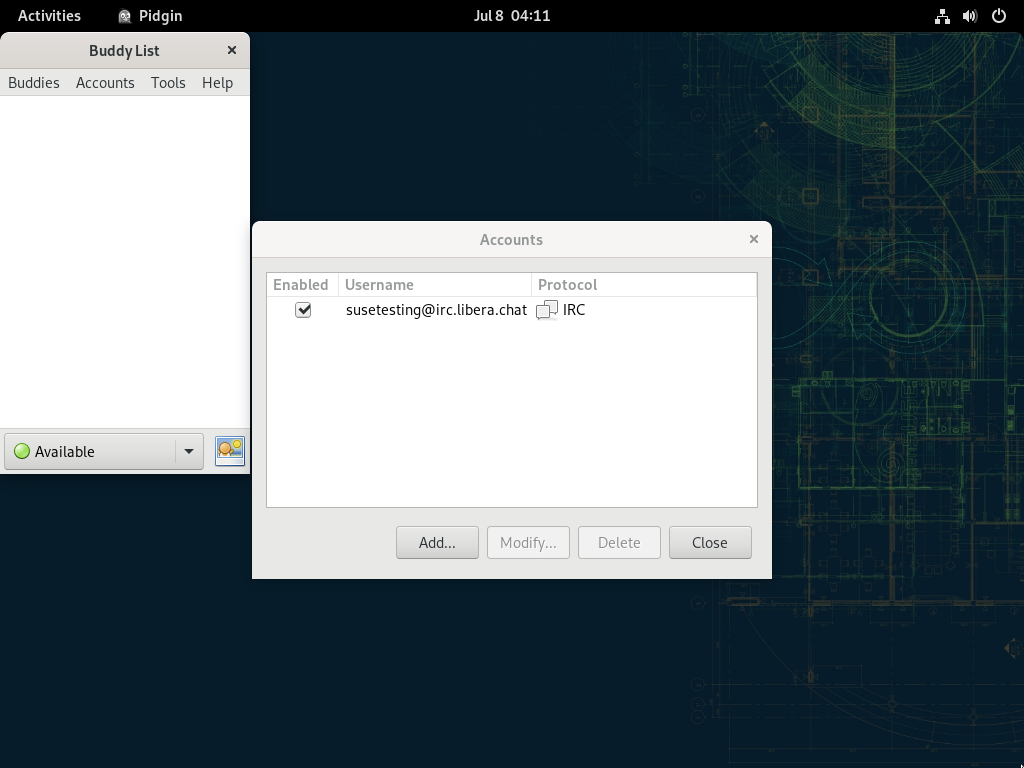 Activities Pidgin Jul 8 04:11
Buddy List
Buddies Accounts Tools Help
Accounts
Enabled Username Protocol
susetesting@irc.libera.chat IRC
Available
Add... Modify... Delete Close